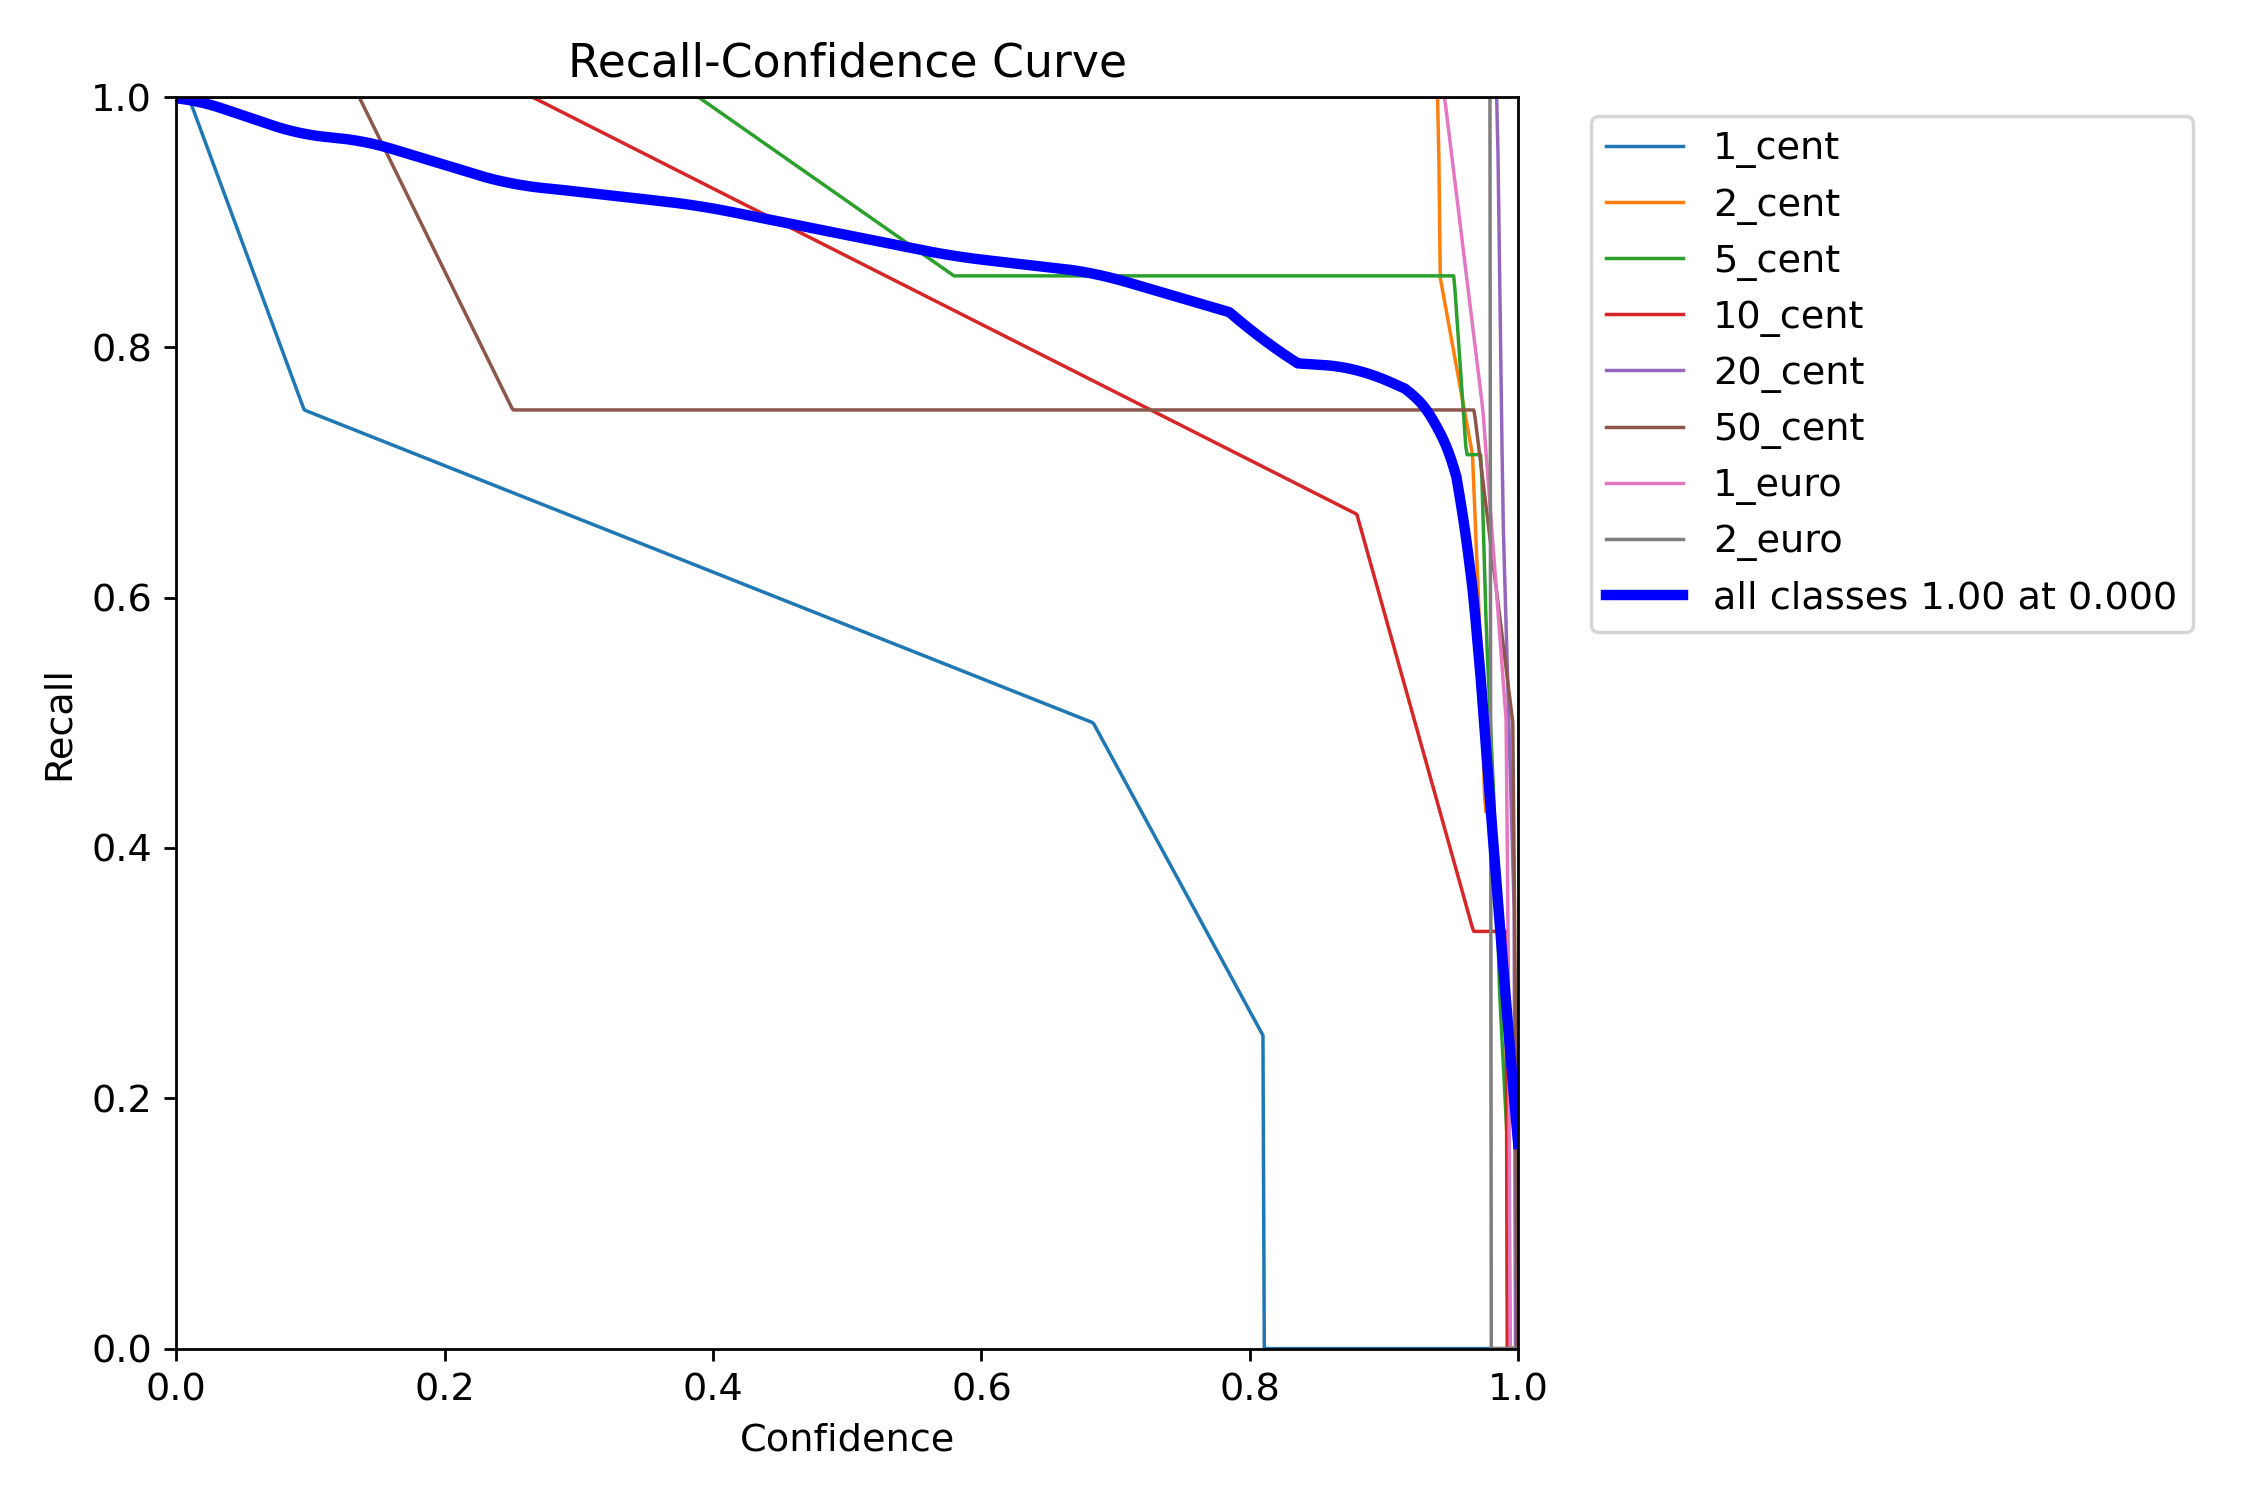 Recall-Confidence Curve
1.0
0.8
0.6
0.4
0.2
0.0
Recall
0.0 0.2 0.4 0.6 0.8 1.0
Confidence
1_cent
2_cent
5_cent
10_cent
20_cent
50_cent
1_euro
2_euro
all classes 1.00 at 0.000